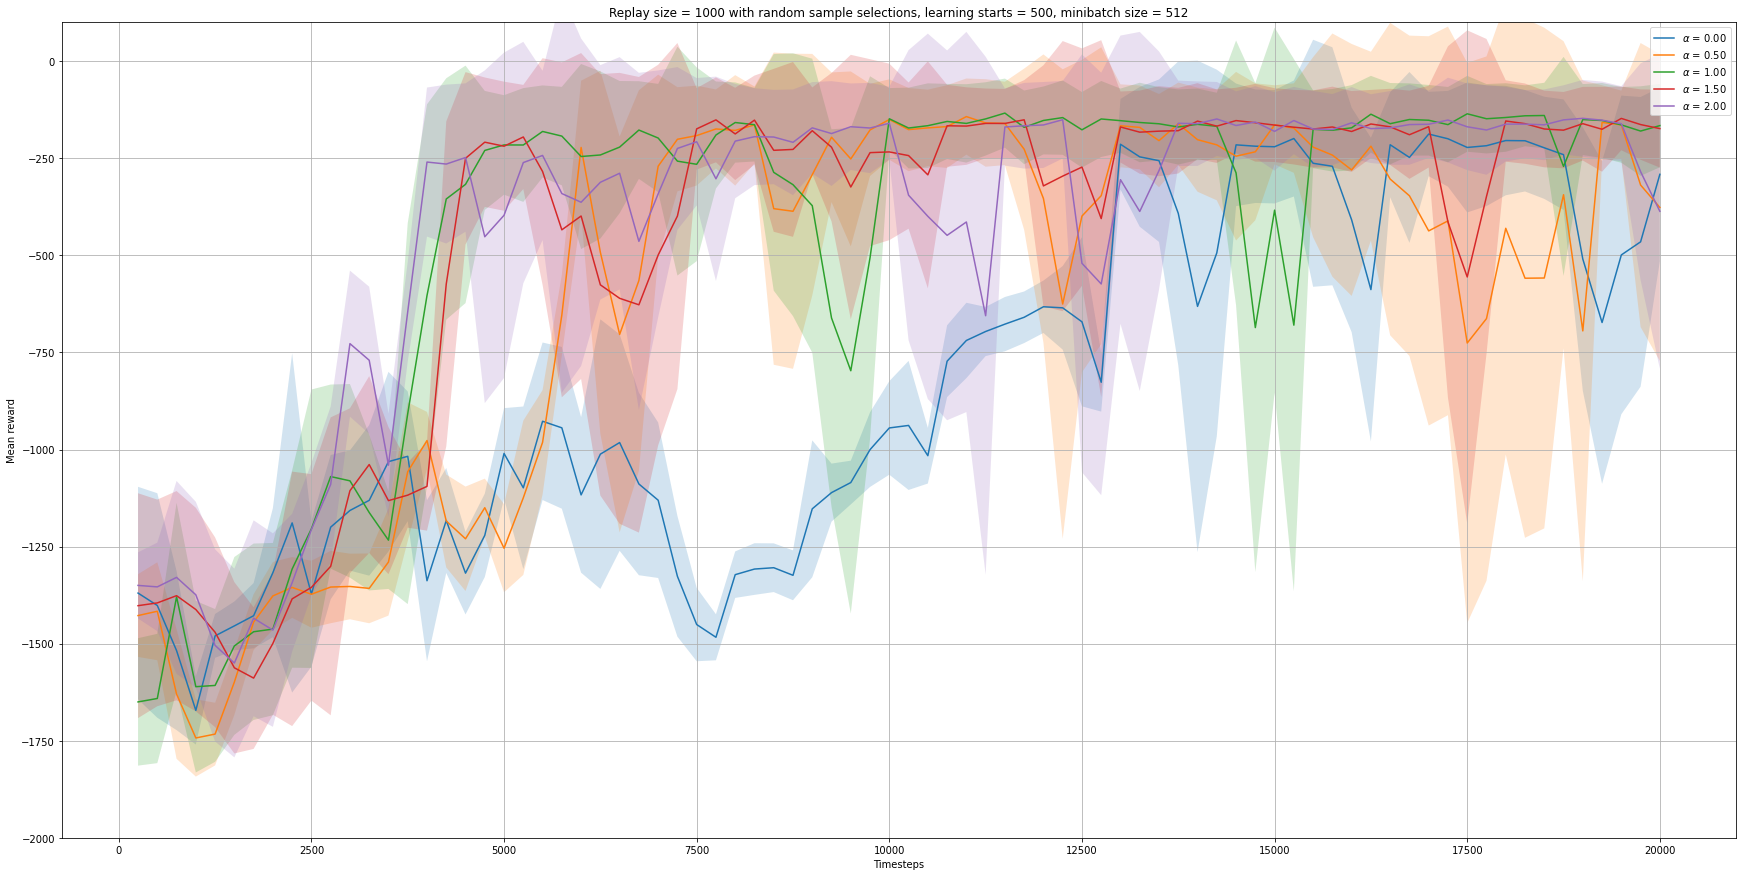 Replay size = 1000 with random sample selections, learning starts = 500, minibatch size = 512
α = 0.00
α = 0.50
α = 1.00
α = 1.50
α = 2.00
Mean reward
0
−250
−500
−750
−1000
−1250
−1500
−1750
−2000
0 2500 5000 7500 10000 12500 15000 17500 20000
Timesteps